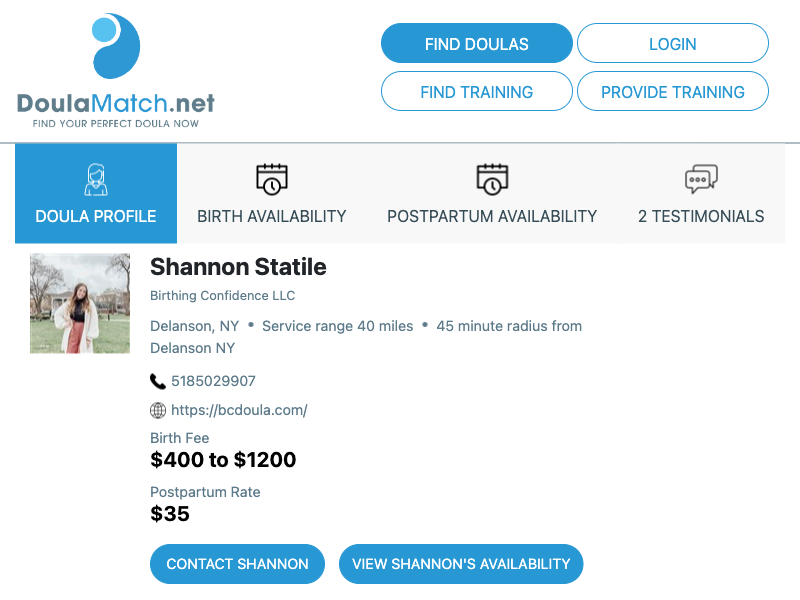 DoulaMatch.net
FIND YOUR PERFECT DOULA NOW
FIND DOULAS
LOGIN
FIND TRAINING
PROVIDE TRAINING
DOULA PROFILE
BIRTH AVAILABILITY
POSTPARTUM AVAILABILITY
2 TESTIMONIALS
Shannon Statile
Birthing Confidence LLC
Delanson, NY • Service range 40 miles • 45 minute radius from
Delanson NY
5185029907
https://bcdoula.com/
Birth Fee
$400 to $1200
Postpartum Rate
$35
CONTACT SHANNON
VIEW SHANNON'S AVAILABILITY